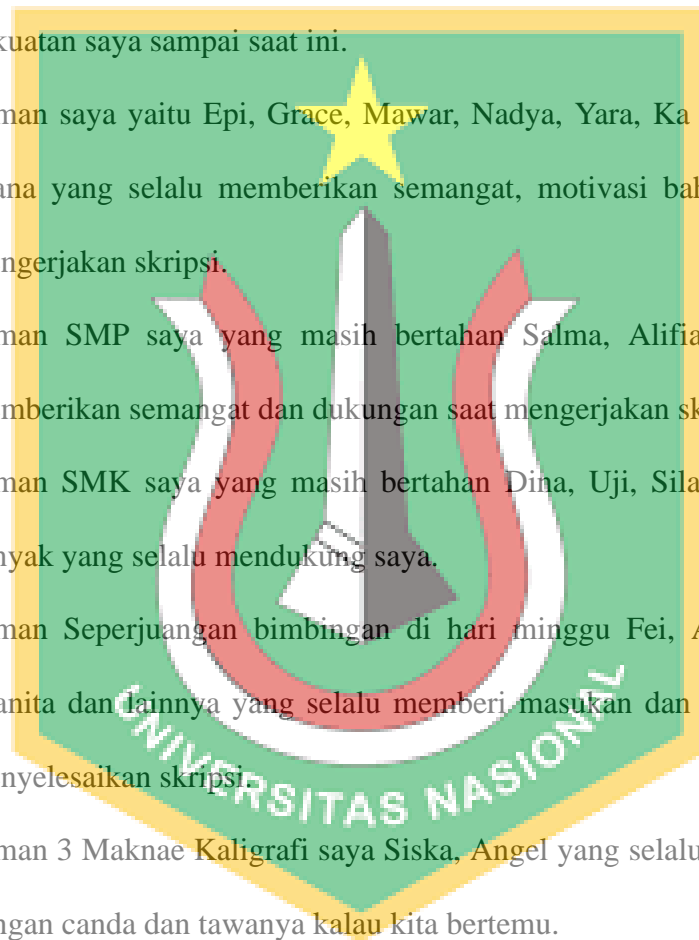 kuatan saya sampai saat ini.
man saya yaitu Epi, Grace, Mawar, Nadya, Yara, Ka
ana yang selalu memberikan semangat, motivasi bah
ngerjakan skripsi.
man SMP saya yang masih bertahan Salma, Alifia
mberikan semangat dan dukungan saat mengerjakan sk
man SMK saya yang masih bertahan Dina, Uji, Sila
nyak yang selalu mendukung saya.
man Seperjuangan bimbingan di hari minggu Fei, A
anita dan lainnya yang selalu memberi masukan dan
nyelesaikan skripsi.
man 3 Maknae Kaligrafi saya Siska, Angel yang selalu
ngan canda dan tawanya kalau kita bertemu.
UNIVERSITAS NASIONAL